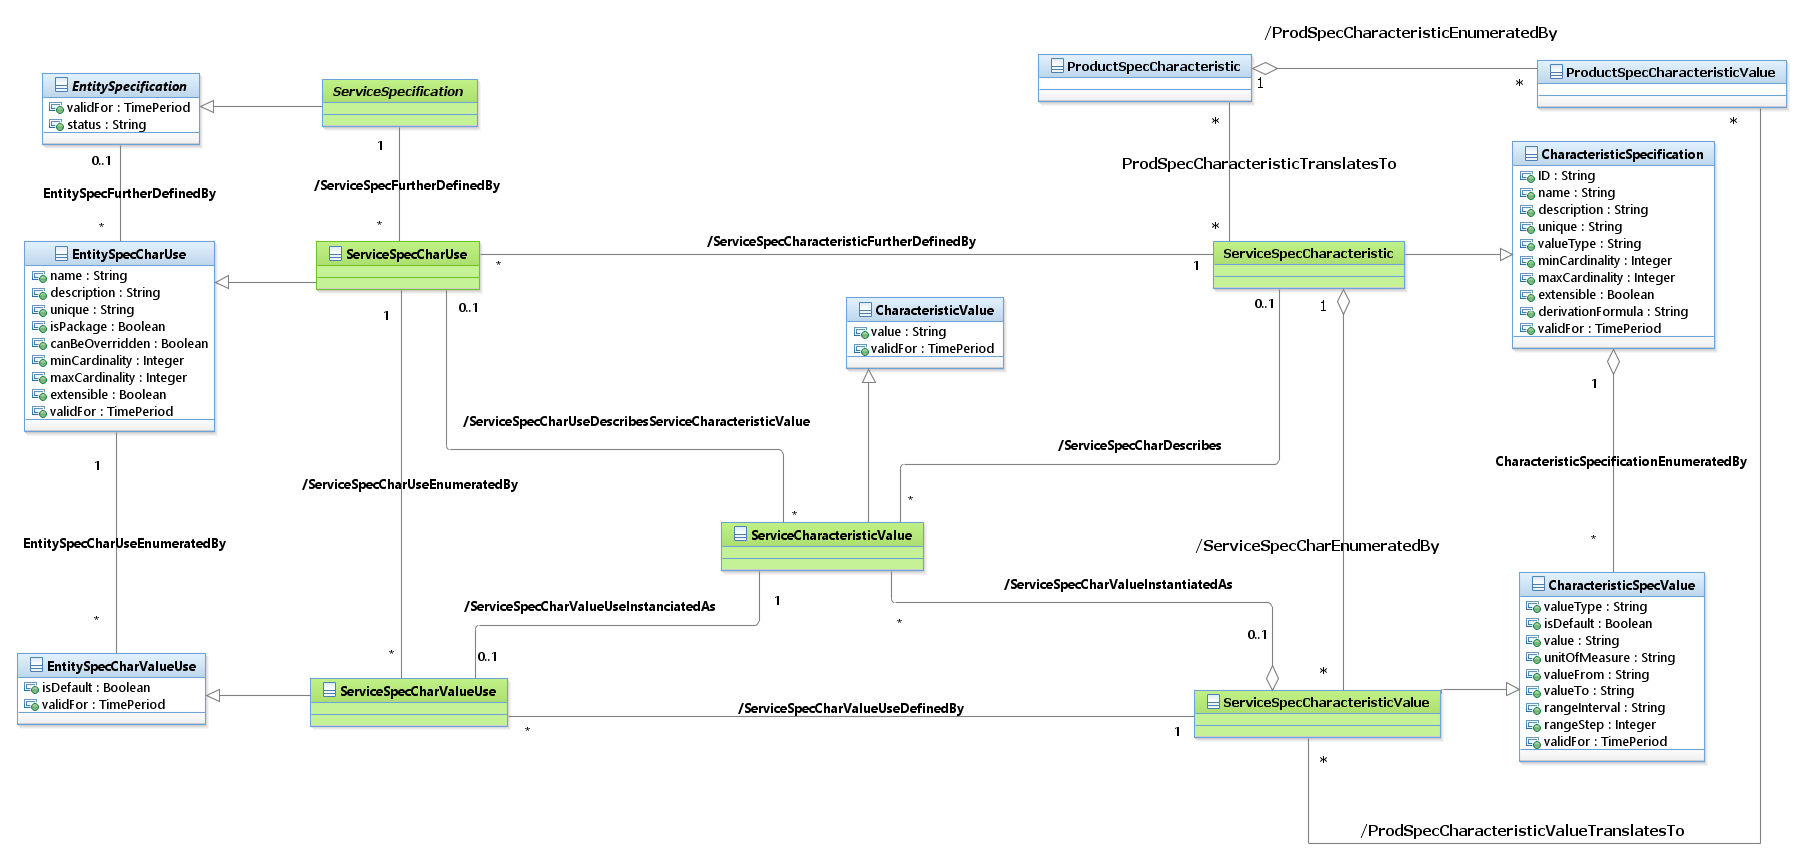 /ProdSpecCharacteristicEnumeratedBy
EntitySpecification
validFor : TimePeriod
status : String
ServiceSpecification
ProductSpecCharacteristic
1
*
ProductSpecCharacteristicValue
0..1
1
*
*
EntitySpecFurtherDefinedBy
/ServiceSpecFurtherDefinedBy
ProdSpecCharacteristicTranslatesTo
*
*
*
CharacteristicSpecification
ID : String
name : String
description : String
unique : String
valueType : String
minCardinality : Integer
maxCardinality : Integer
extensible : Boolean
derivationFormula : String
validFor : TimePeriod
EntitySpecCharUse
name : String
description : String
unique : String
isPackage : Boolean
canBeOverridden : Boolean
minCardinality : Integer
maxCardinality : Integer
extensible : Boolean
validFor : TimePeriod
ServiceSpecCharUse
/ServiceSpecCharacteristicFurtherDefinedBy
*
1
ServiceSpecCharacteristic
1
0..1
0..1
1
CharacteristicValue
value : String
validFor : TimePeriod
1
/ServiceSpecCharUseDescribesServiceCharacteristicValue
/ServiceSpecCharDescribes
1
CharacteristicSpecificationEnumeratedBy
/ServiceSpecCharUseEnumeratedBy
*
*
ServiceCharacteristicValue
EntitySpecCharUseEnumeratedBy
/ServiceSpecCharEnumeratedBy
*
/ServiceSpecCharValueInstantiatedAs
CharacteristicSpecValue
valueType : String
isDefault : Boolean
value : String
unitOfMeasure : String
valueFrom : String
valueTo : String
rangeInterval : String
rangeStep : Integer
validFor : TimePeriod
/ServiceSpecCharValueUseInstanciatedAs
1
*
*
0..1
*
0..1
*
EntitySpecCharValueUse
isDefault : Boolean
validFor : TimePeriod
ServiceSpecCharValueUse
/ServiceSpecCharValueUseDefinedBy
*
1
ServiceSpecCharacteristicValue
*
/ProdSpecCharacteristicValueTranslatesTo